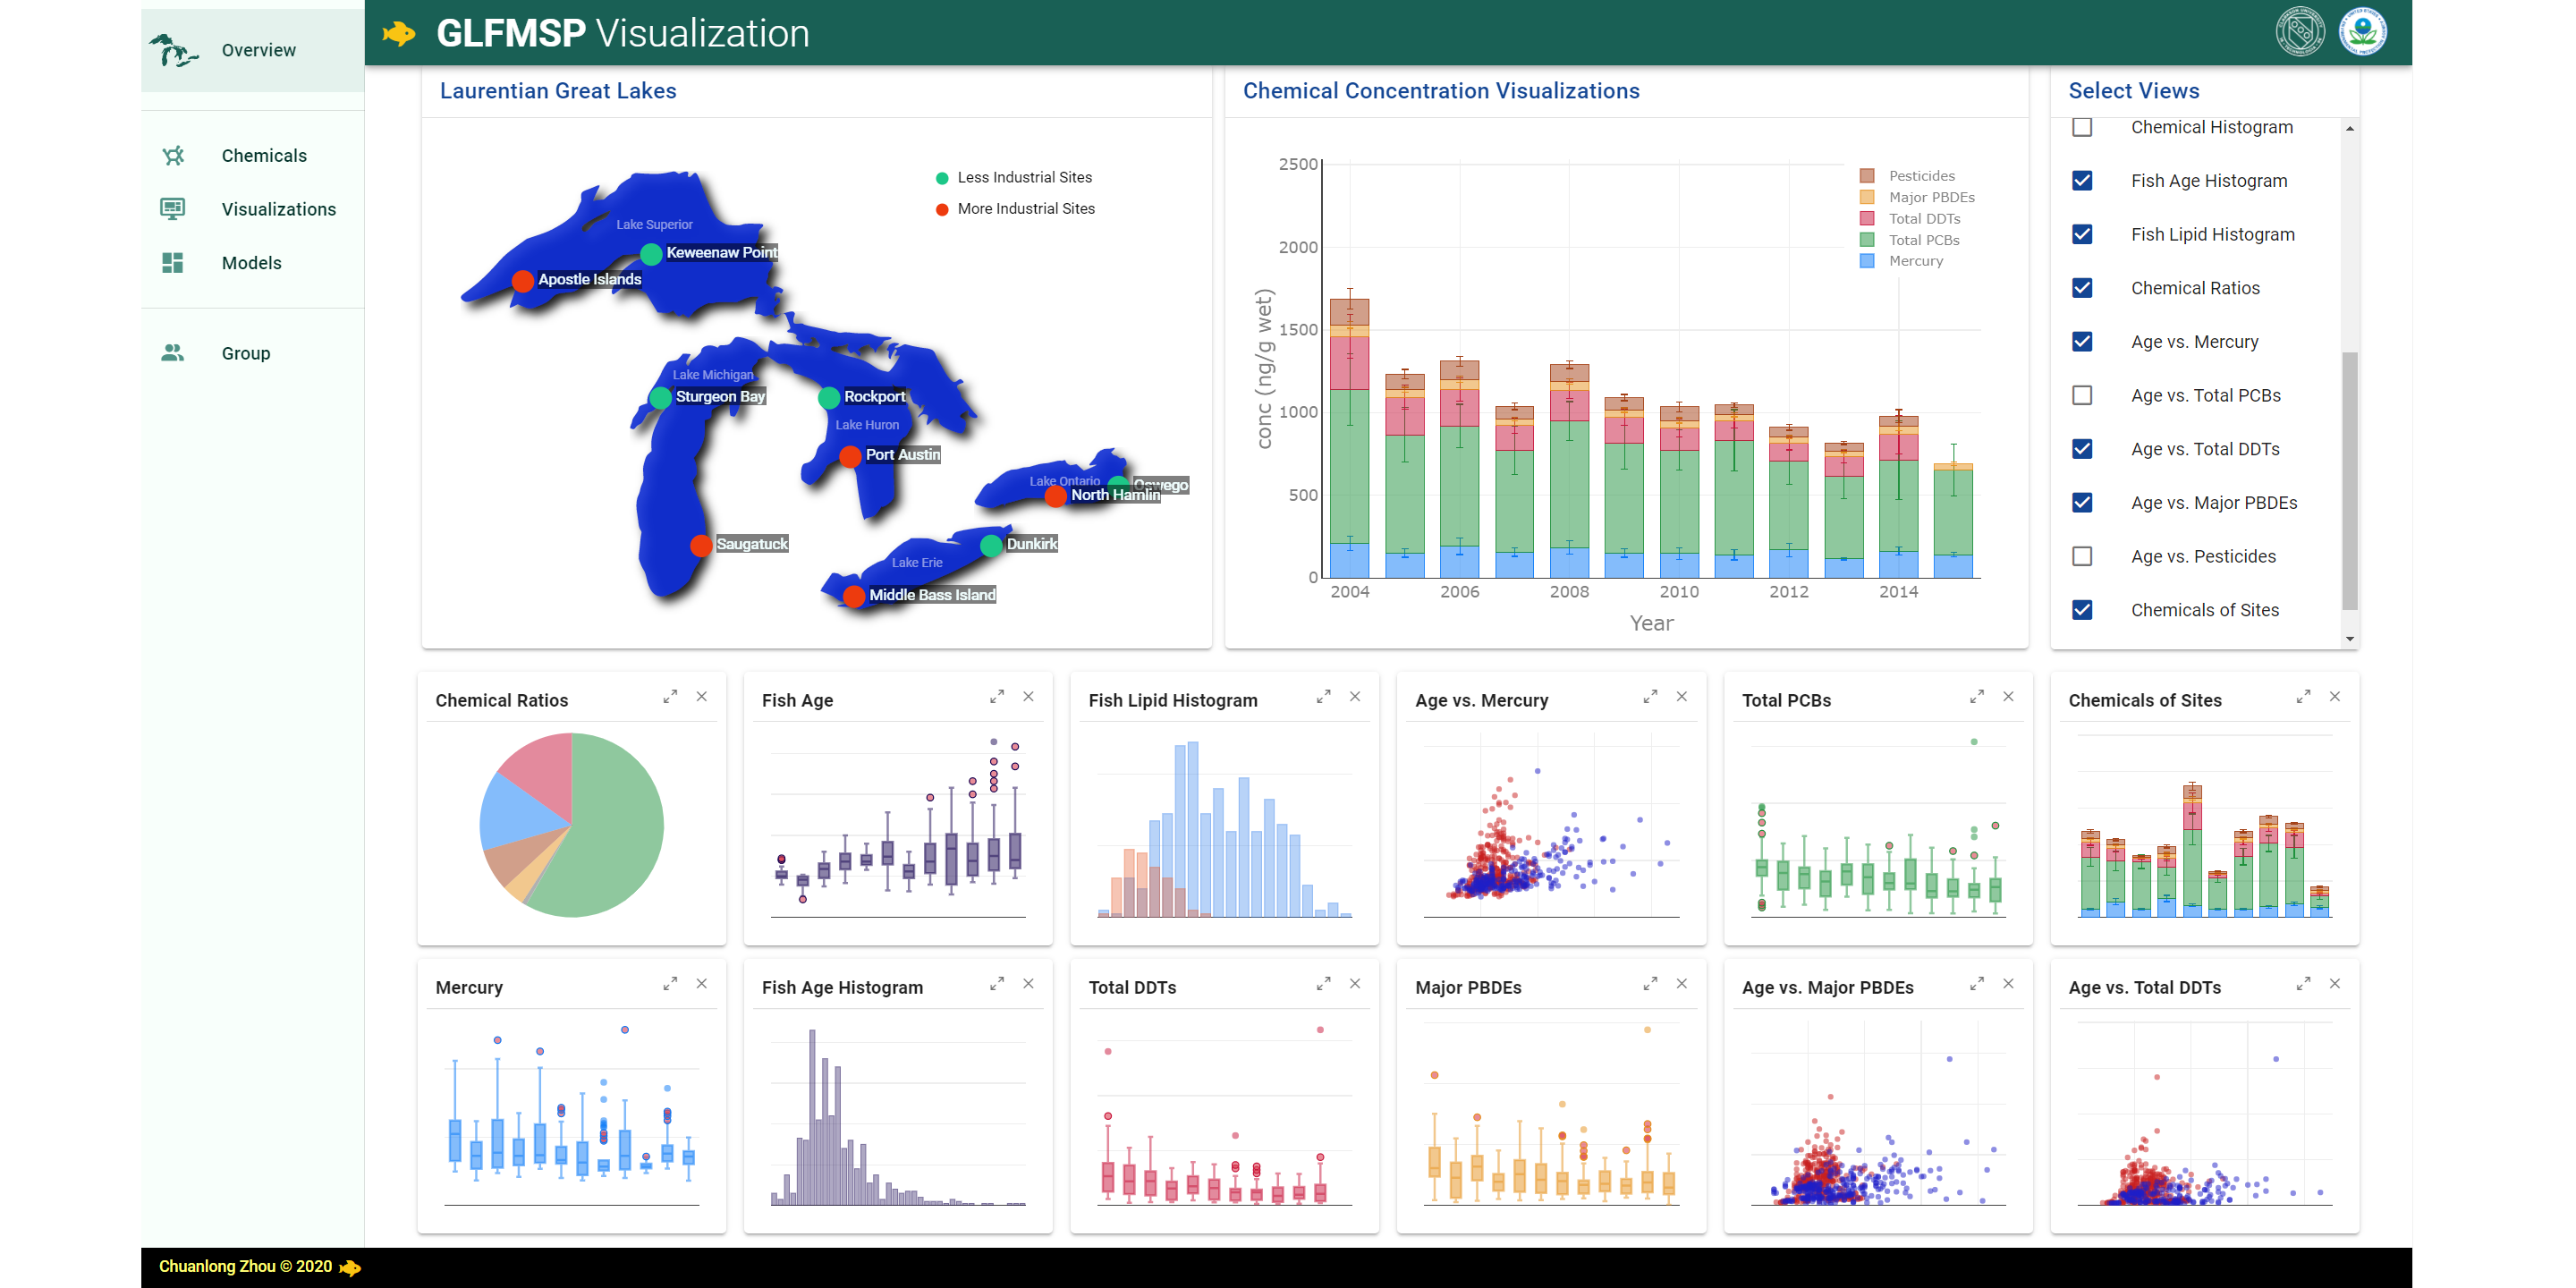 Overview
GLFMSP Visualization
Chemicals
Visualizations
Models
Group
Laurentian Great Lakes
Less Industrial Sites
More Industrial Sites
Lake Superior
Keweenaw Point
Apostle Islands
Lake Michigan
Sturgeon Bay
Rockport
Lake Huron
Port Austin
Lake Ontario
Oswego
North Hamlin
Saugatuck
Dunkirk
Lake Erie
Middle Bass Island
Chemical Concentration Visualizations
2500
2000
1500
1000
500
0
conc (ng/g wet)
Pesticides
Major PBDEs
Total DDTs
Total PCBs
Mercury
2004 2006 2008 2010 2012 2014
Year
Select Views
Chemical Histogram
Fish Age Histogram
Fish Lipid Histogram
Chemical Ratios
Age vs. Mercury
Age vs. Total PCBs
Age vs. Total DDTs
Age vs. Major PBDEs
Age vs. Pesticides
Chemicals of Sites
Chemical Ratios
Fish Age
Fish Lipid Histogram
Age vs. Mercury
Total PCBs
Chemicals of Sites
Mercury
Fish Age Histogram
Total DDTs
Major PBDEs
Age vs. Major PBDEs
Age vs. Total DDTs
Chuanlong Zhou © 2020